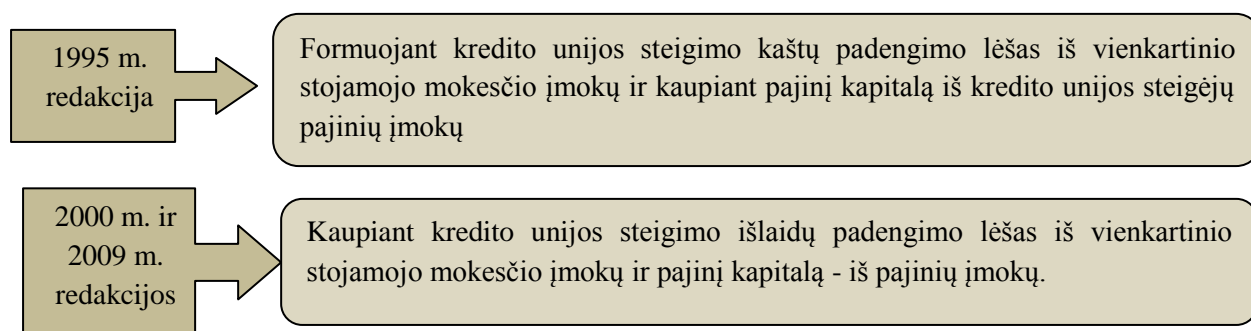 1995 m.
redakcija
Formuojant kredito unijos steigimo kaštų padengimo lėšas iš vienkartinio
stojamojo mokesčio įmokų ir kaupiant pajinį kapitalą iš kredito unijos steigėjų
pajinių įmokų
2000 m. ir
2009 m.
redakcijos
Kaupiant kredito unijos steigimo išlaidų padengimo lėšas iš vienkartinio
stojamojo mokesčio įmokų ir pajinį kapitalą - iš pajinių įmokų.